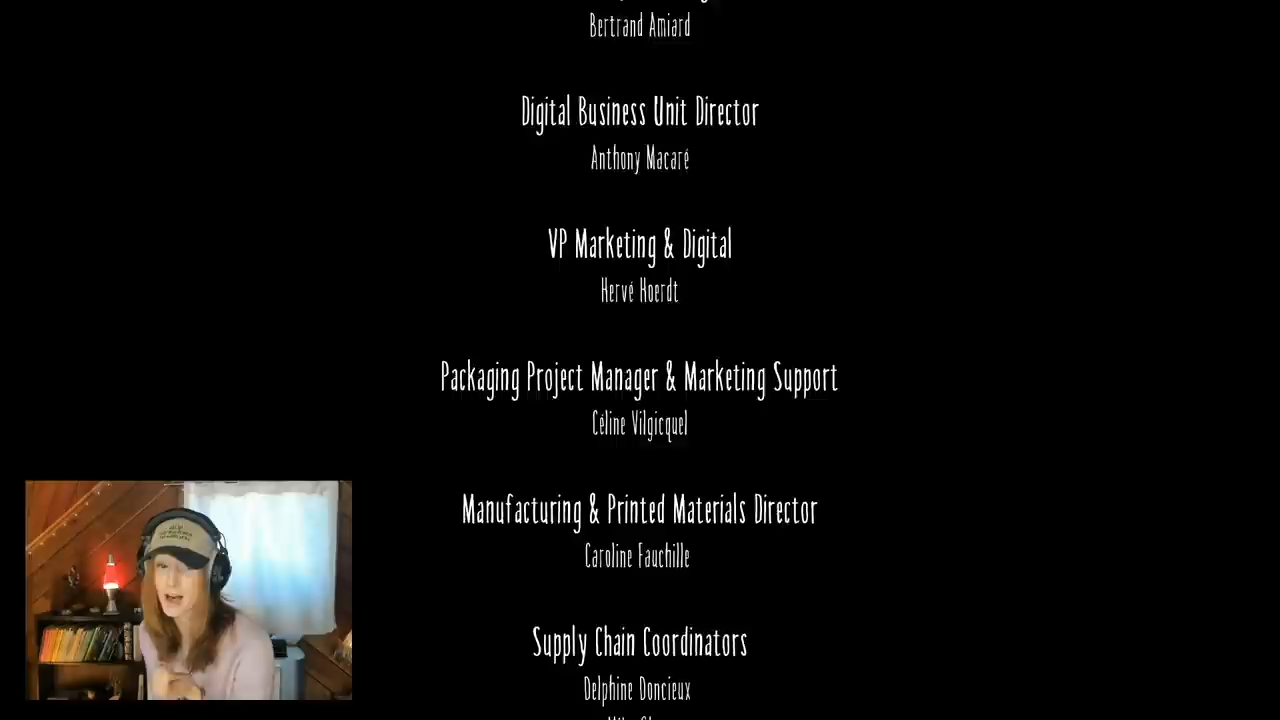 Bertrand Amiard
Digital Business Unit Director
Anthony Macaré
VP Marketing & Digital
Hervé Hoerdt
Packaging Project Manager & Marketing Support
Céline Vilgicquel
Manufacturing & Printed Materials Director
Caroline Fauchille
Supply Chain Coordinators
Delphine Doncieux